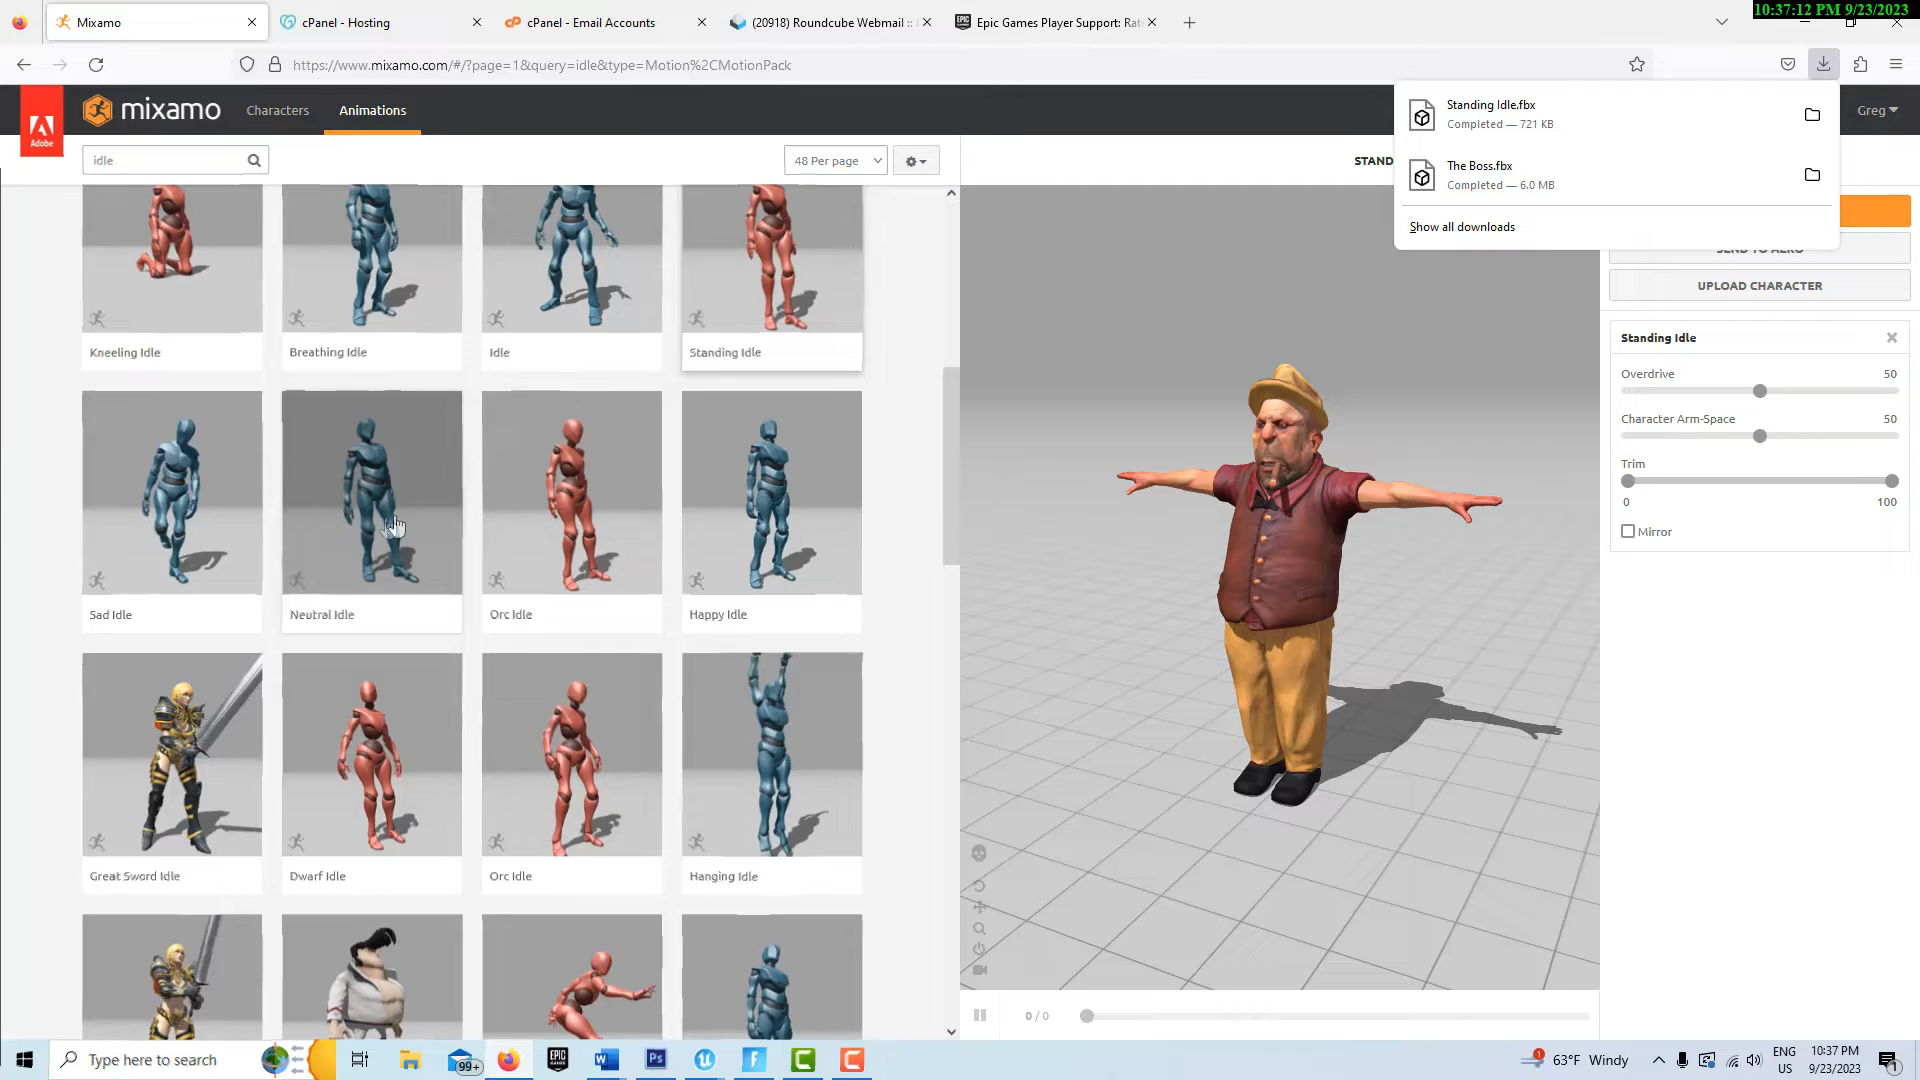 10:37:12 PM 9/23/2023
Mixamo
cPanel - Hosting
cPanel - Email Accounts
(20918) Roundcube Webmail ::
Epic Games Player Support: Rat
https://www.mixamo.com/#/?page=1&query=idle&type=Motion%2CMotionPack
Adobe
mixamo
Characters
Animations
Greg
Standing Idle.fbx
Completed — 721 KB
The Boss.fbx
Completed — 6.0 MB
Show all downloads
idle
48 Per page
STAND
UPLOAD CHARACTER
Kneeling Idle
Breathing Idle
Idle
Standing Idle
Standing Idle
Overdrive
50
Character Arm-Space
50
Trim
0
100
Mirror
Sad Idle
Neutral Idle
Orc Idle
Happy Idle
Great Sword Idle
Dwarf Idle
Orc Idle
Hanging Idle
0 / 0
Type here to search
99+
EPIC
GAMES
63°F Windy
ENG
US
10:37 PM
9/23/2023